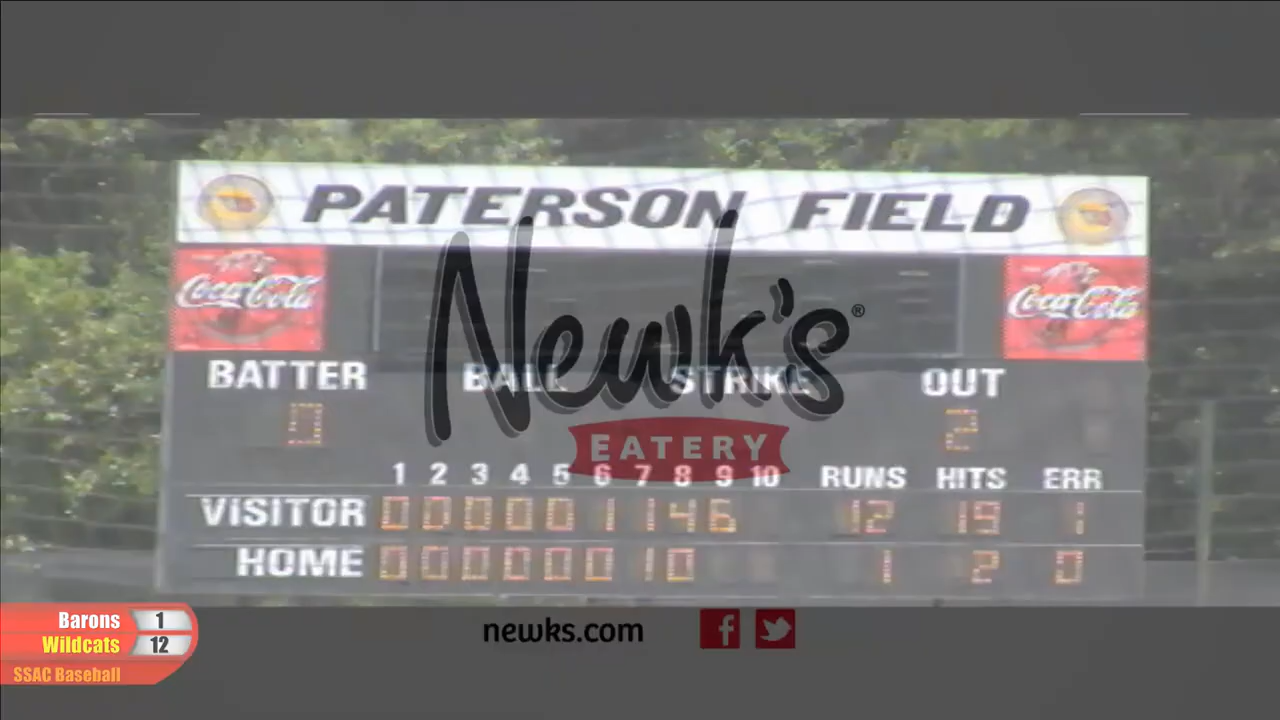 PATERSON FIELD
Coca-Cola
Coca-Cola
Newk's®
EATERY
BATTER BALL STRIKE OUT
0 2
1 2 3 4 5 6 7 8 9 10 RUNS HITS ERR
VISITOR 0 0 0 0 0 1 1 4 6 12 19 1
HOME 0 0 0 0 0 0 1 0 1 2 0
Barons 1
Wildcats 12
SSAC Baseball
newks.com